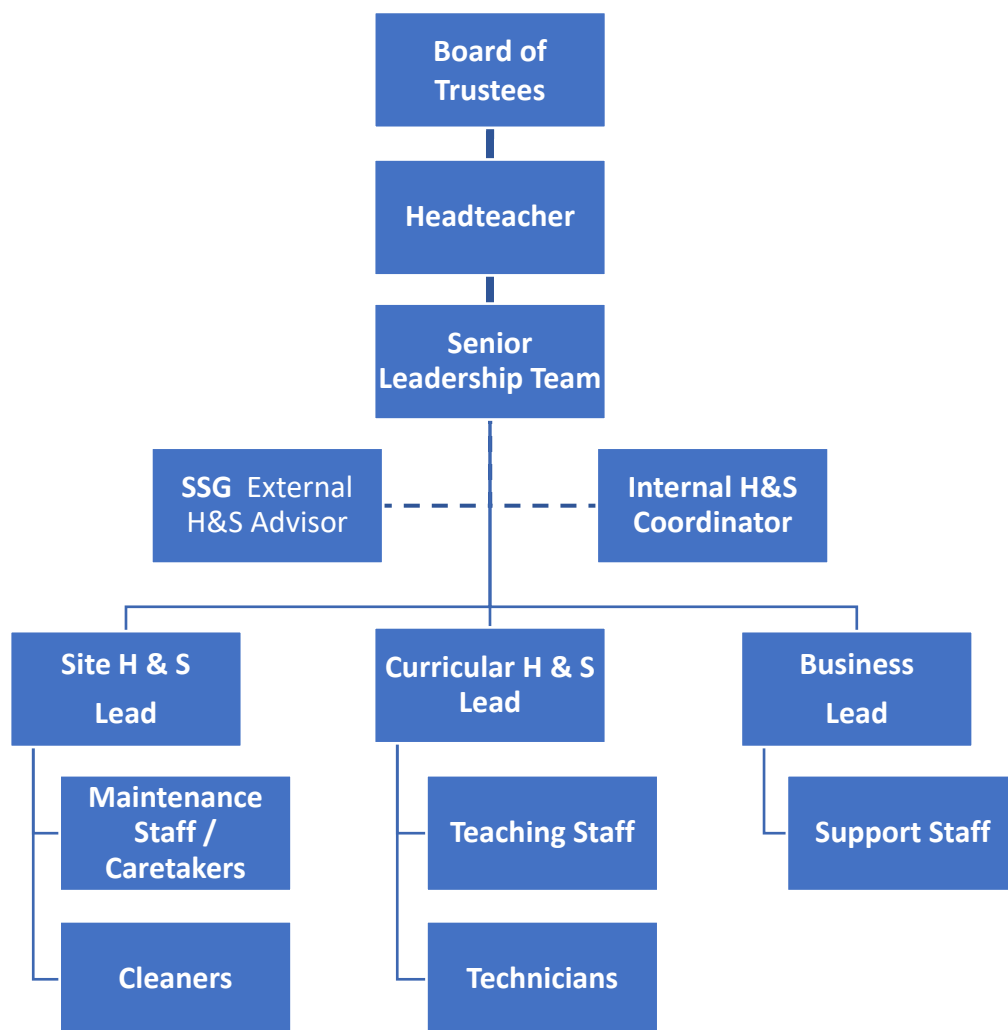 Board of
Trustees
Headteacher
Senior
Leadership Team
SSG  External
H&S Advisor
Internal H&S
Coordinator
Site H & S
Lead
Curricular H & S
Lead
Business
Lead
Maintenance
Staff /
Caretakers
Teaching Staff
Support Staff
Cleaners
Technicians